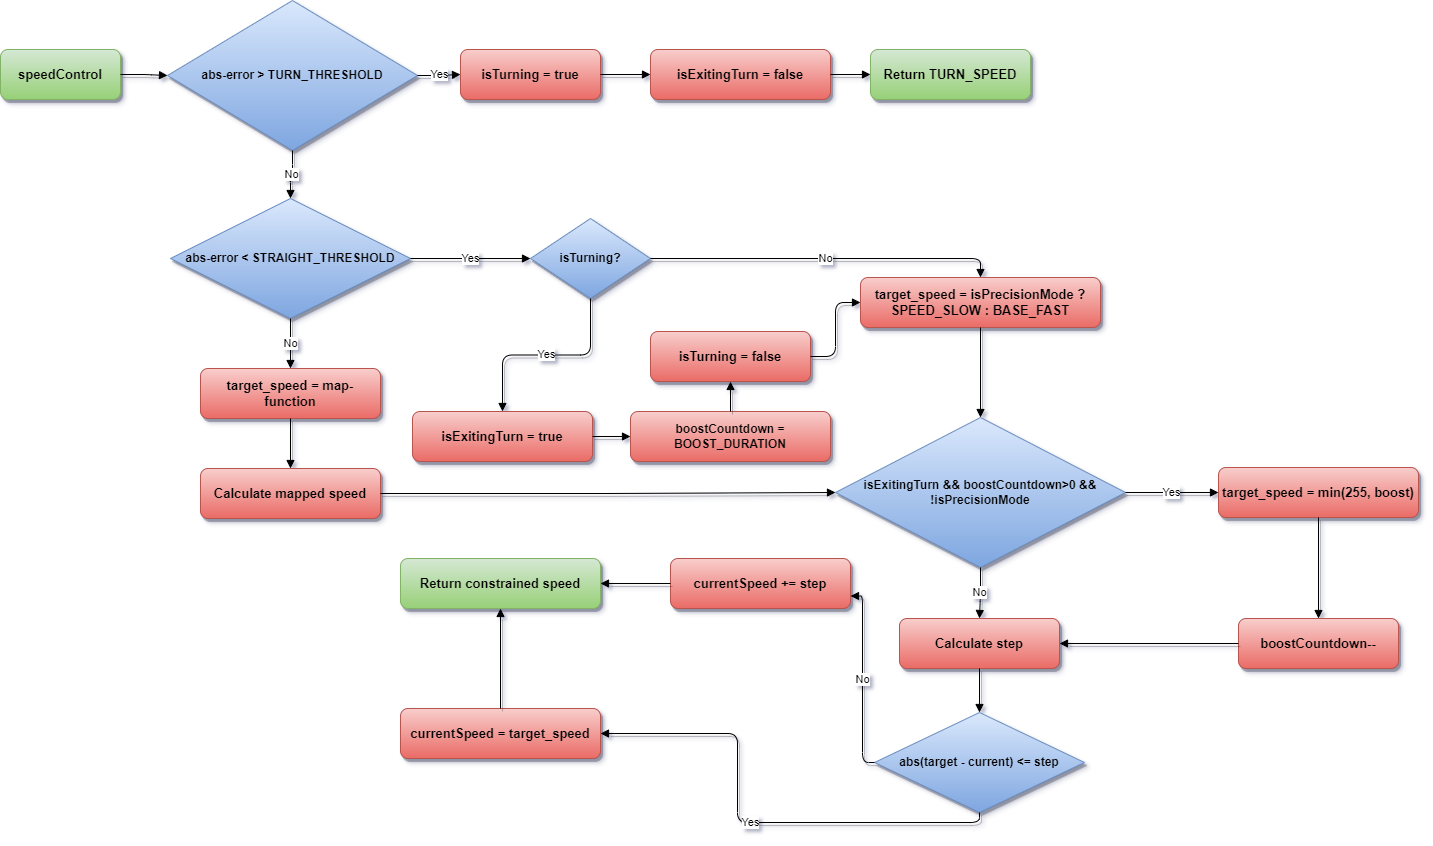 speedControl
abs-error > TURN_THRESHOLD
Yes
isTurning = true
isExitingTurn = false
Return TURN_SPEED
No
abs-error < STRAIGHT_THRESHOLD
Yes
isTurning?
No
target_speed = isPrecisionMode ?
SPEED_SLOW : BASE_FAST
Yes
isTurning = false
No
target_speed = map-
function
isExitingTurn = true
boostCountdown =
BOOST_DURATION
Calculate mapped speed
isExitingTurn && boostCountdown>0 &&
!isPrecisionMode
Yes
target_speed = min(255, boost)
No
Return constrained speed
currentSpeed += step
Calculate step
boostCountdown--
No
currentSpeed = target_speed
abs(target - current) <= step
Yes